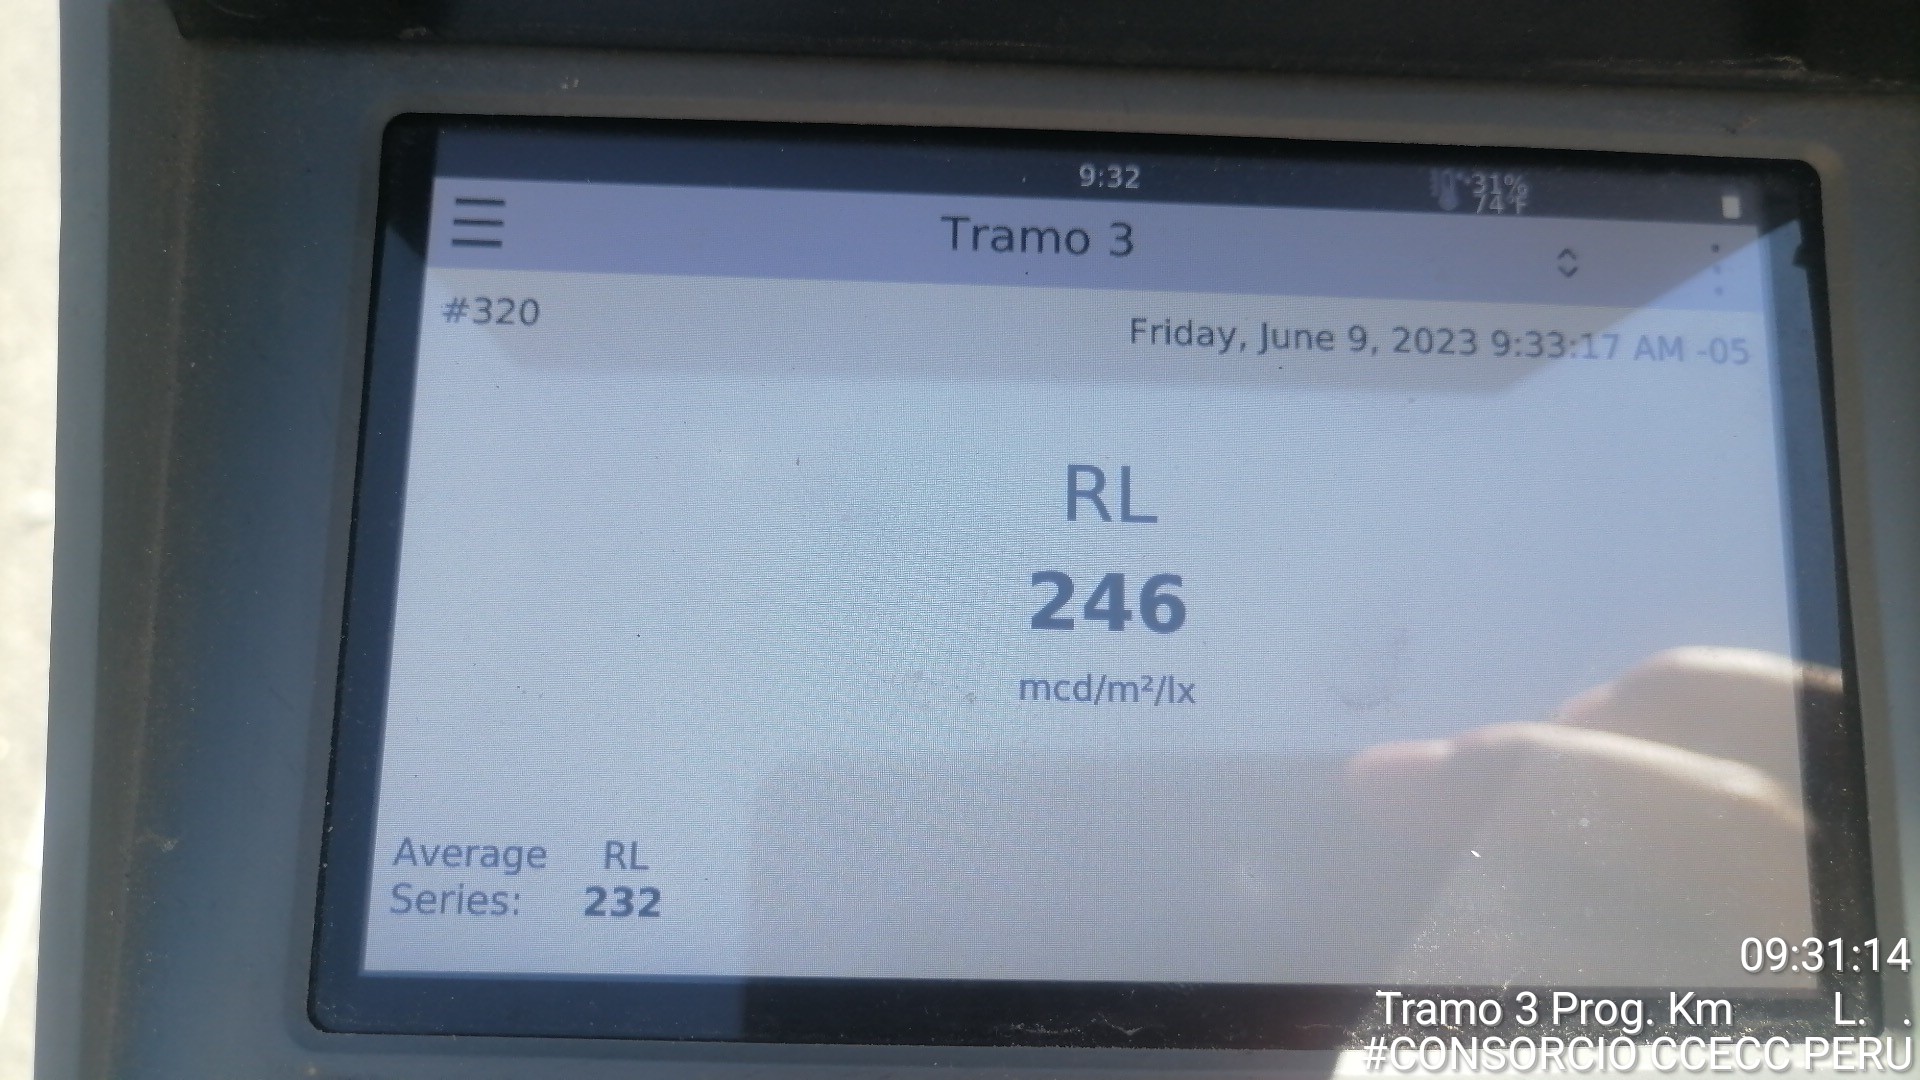 9:32
31%
74°F
Tramo 3
#320
Friday, June 9, 2023 9:33:17 AM -05
RL
246
mcd/m²/lx
Average RL
Series: 232
09:31:14
Tramo 3 Prog. Km L. .
#CONSORCIO CCECC PERU